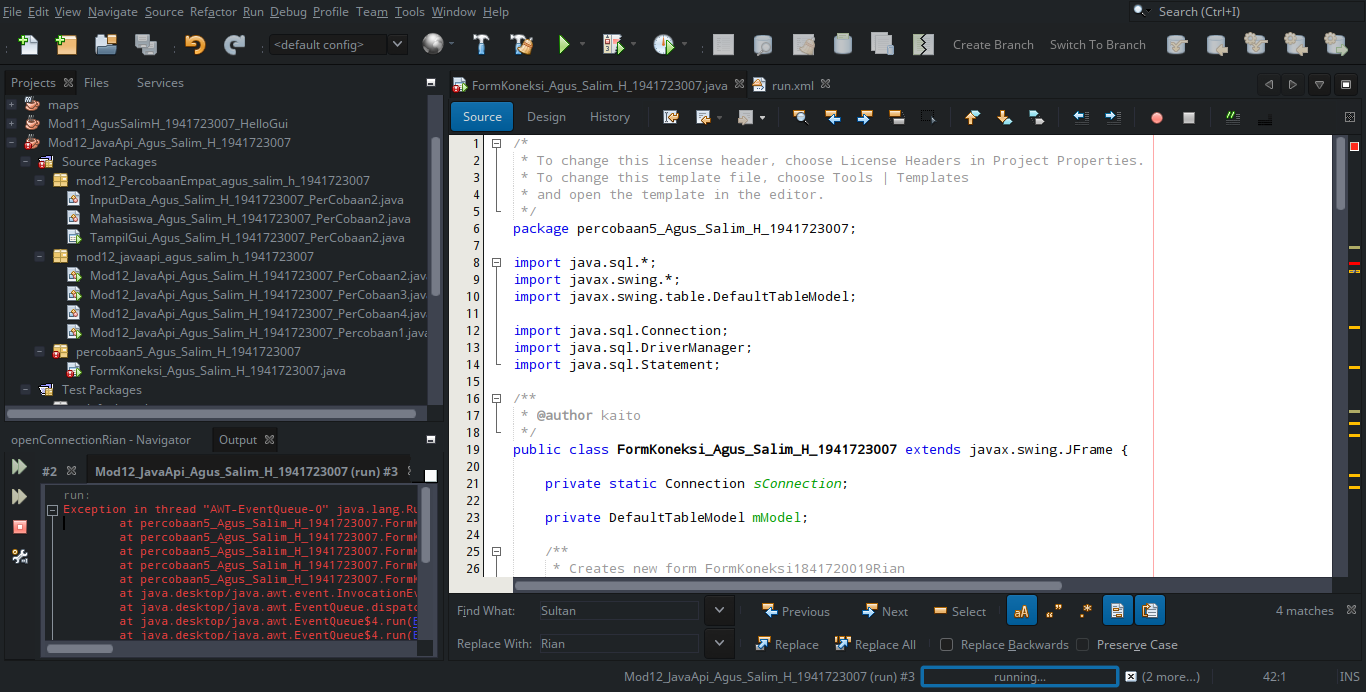 File Edit View Navigate Source Refactor Run Debug Profile Team Tools Window Help
Search (Ctrl+I)
<default config>
Create Branch Switch To Branch
Projects Files Services
maps
Mod11_AgusSalimH_1941723007_HelloGui
Mod12_JavaApi_Agus_Salim_H_1941723007
Source Packages
mod12_PercobaanEmpat_agus_salim_h_1941723007
InputData_Agus_Salim_H_1941723007_PerCobaan2.java
Mahasiswa_Agus_Salim_H_1941723007_PerCobaan2.java
TampilGui_Agus_Salim_H_1941723007_PerCobaan2.java
mod12_javaapi_agus_salim_h_1941723007
Mod12_JavaApi_Agus_Salim_H_1941723007_PerCobaan2.java
Mod12_JavaApi_Agus_Salim_H_1941723007_PerCobaan3.java
Mod12_JavaApi_Agus_Salim_H_1941723007_PerCobaan4.java
Mod12_JavaApi_Agus_Salim_H_1941723007_Percobaan1.java
percobaan5_Agus_Salim_H_1941723007
FormKoneksi_Agus_Salim_H_1941723007.java
Test Packages
openConnectionRian - Navigator Output
#2 Mod12_JavaApi_Agus_Salim_H_1941723007 (run) #3
run:
Exception in thread "AWT-EventQueue-0" java.lang.Ru
at percobaan5_Agus_Salim_H_1941723007.FormK
at percobaan5_Agus_Salim_H_1941723007.FormK
at percobaan5_Agus_Salim_H_1941723007.FormK
at percobaan5_Agus_Salim_H_1941723007.FormK
at percobaan5_Agus_Salim_H_1941723007.FormK
at java.desktop/java.awt.event.InvocationEv
at java.desktop/java.awt.EventQueue.dispatc
at java.desktop/java.awt.EventQueue$4.run(E
at java.desktop/java.awt.EventQueue$4.run(E
FormKoneksi_Agus_Salim_H_1941723007.java run.xml
Source Design History
1 /*
2 * To change this license header, choose License Headers in Project Properties.
3 * To change this template file, choose Tools | Templates
4 * and open the template in the editor.
5 */
6 package percobaan5_Agus_Salim_H_1941723007;
7
8 import java.sql.*;
9 import javax.swing.*;
10 import javax.swing.table.DefaultTableModel;
11
12 import java.sql.Connection;
13 import java.sql.DriverManager;
14 import java.sql.Statement;
15
16 /**
17 * @author kaito
18 */
19 public class FormKoneksi_Agus_Salim_H_1941723007 extends javax.swing.JFrame {
20
21 private static Connection sConnection;
22
23 private DefaultTableModel mModel;
24
25 /**
26 * Creates new form FormKoneksi1841720019Rian
Find What: Sultan Previous Next Select aA “” .* 4 matches
Replace With: Rian Replace Replace All Replace Backwards Preserve Case
Mod12_JavaApi_Agus_Salim_H_1941723007 (run) #3 running... (2 more...) 42:1 INS